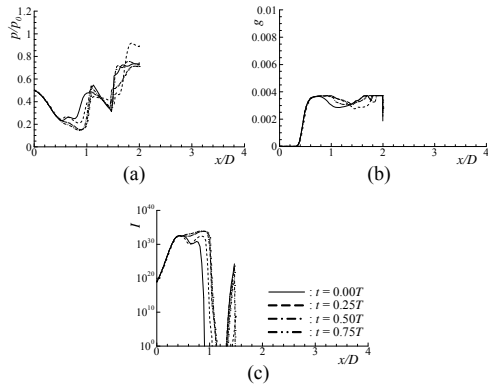 p/p0
1.2
1
0.8
0.6
0.4
0.2
0
0 1 2 3 4
x/D
(a)
g
0.01
0.008
0.006
0.004
0.002
0
0 1 2 3 4
x/D
(b)
I
10^40
10^30
10^20
10^10
10^0
0 1 2 3 4
x/D
: t = 0.00T
: t = 0.25T
: t = 0.50T
: t = 0.75T
(c)